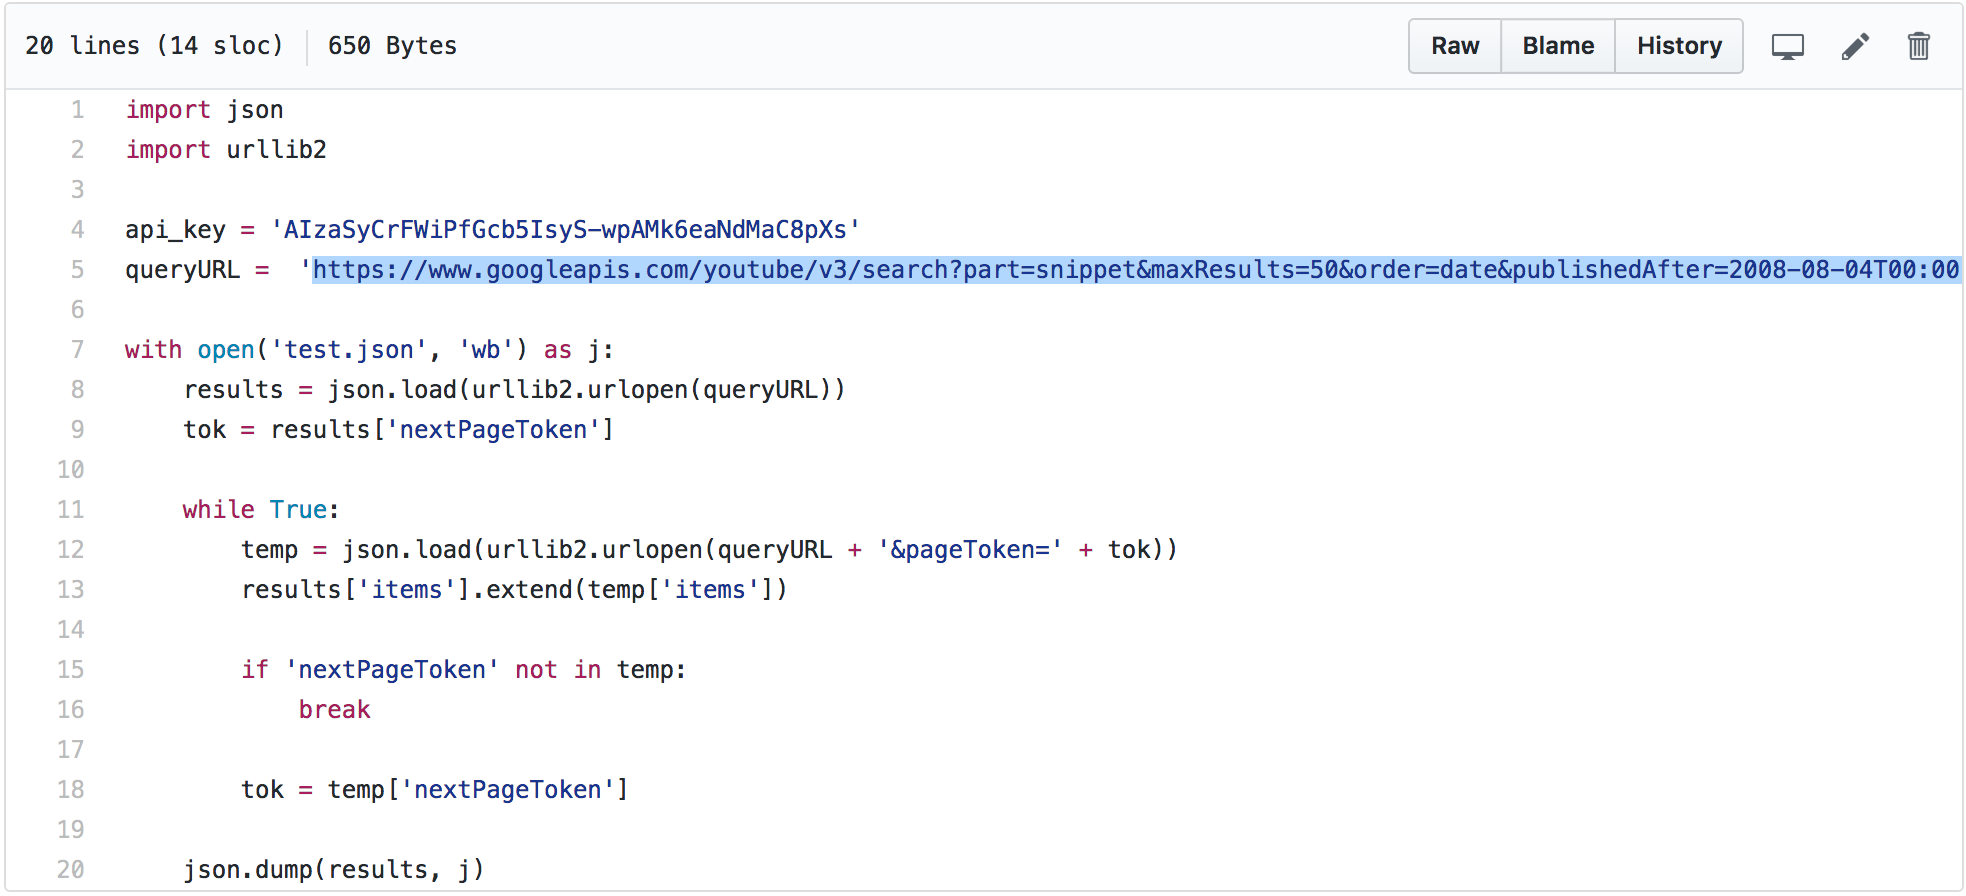 20 lines (14 sloc) 650 Bytes Raw Blame History
1 import json
2 import urllib2
3
4 api_key = 'AIzaSyCrFWiPfGcb5IsyS-wpAMk6eaNdMaC8pXs'
5 queryURL =  'https://www.googleapis.com/youtube/v3/search?part=snippet&maxResults=50&order=date&publishedAfter=2008-08-04T00:00
6
7 with open('test.json', 'wb') as j:
8     results = json.load(urllib2.urlopen(queryURL))
9     tok = results['nextPageToken']
10
11     while True:
12         temp = json.load(urllib2.urlopen(queryURL + '&pageToken=' + tok))
13         results['items'].extend(temp['items'])
14
15         if 'nextPageToken' not in temp:
16             break
17
18         tok = temp['nextPageToken']
19
20     json.dump(results, j)